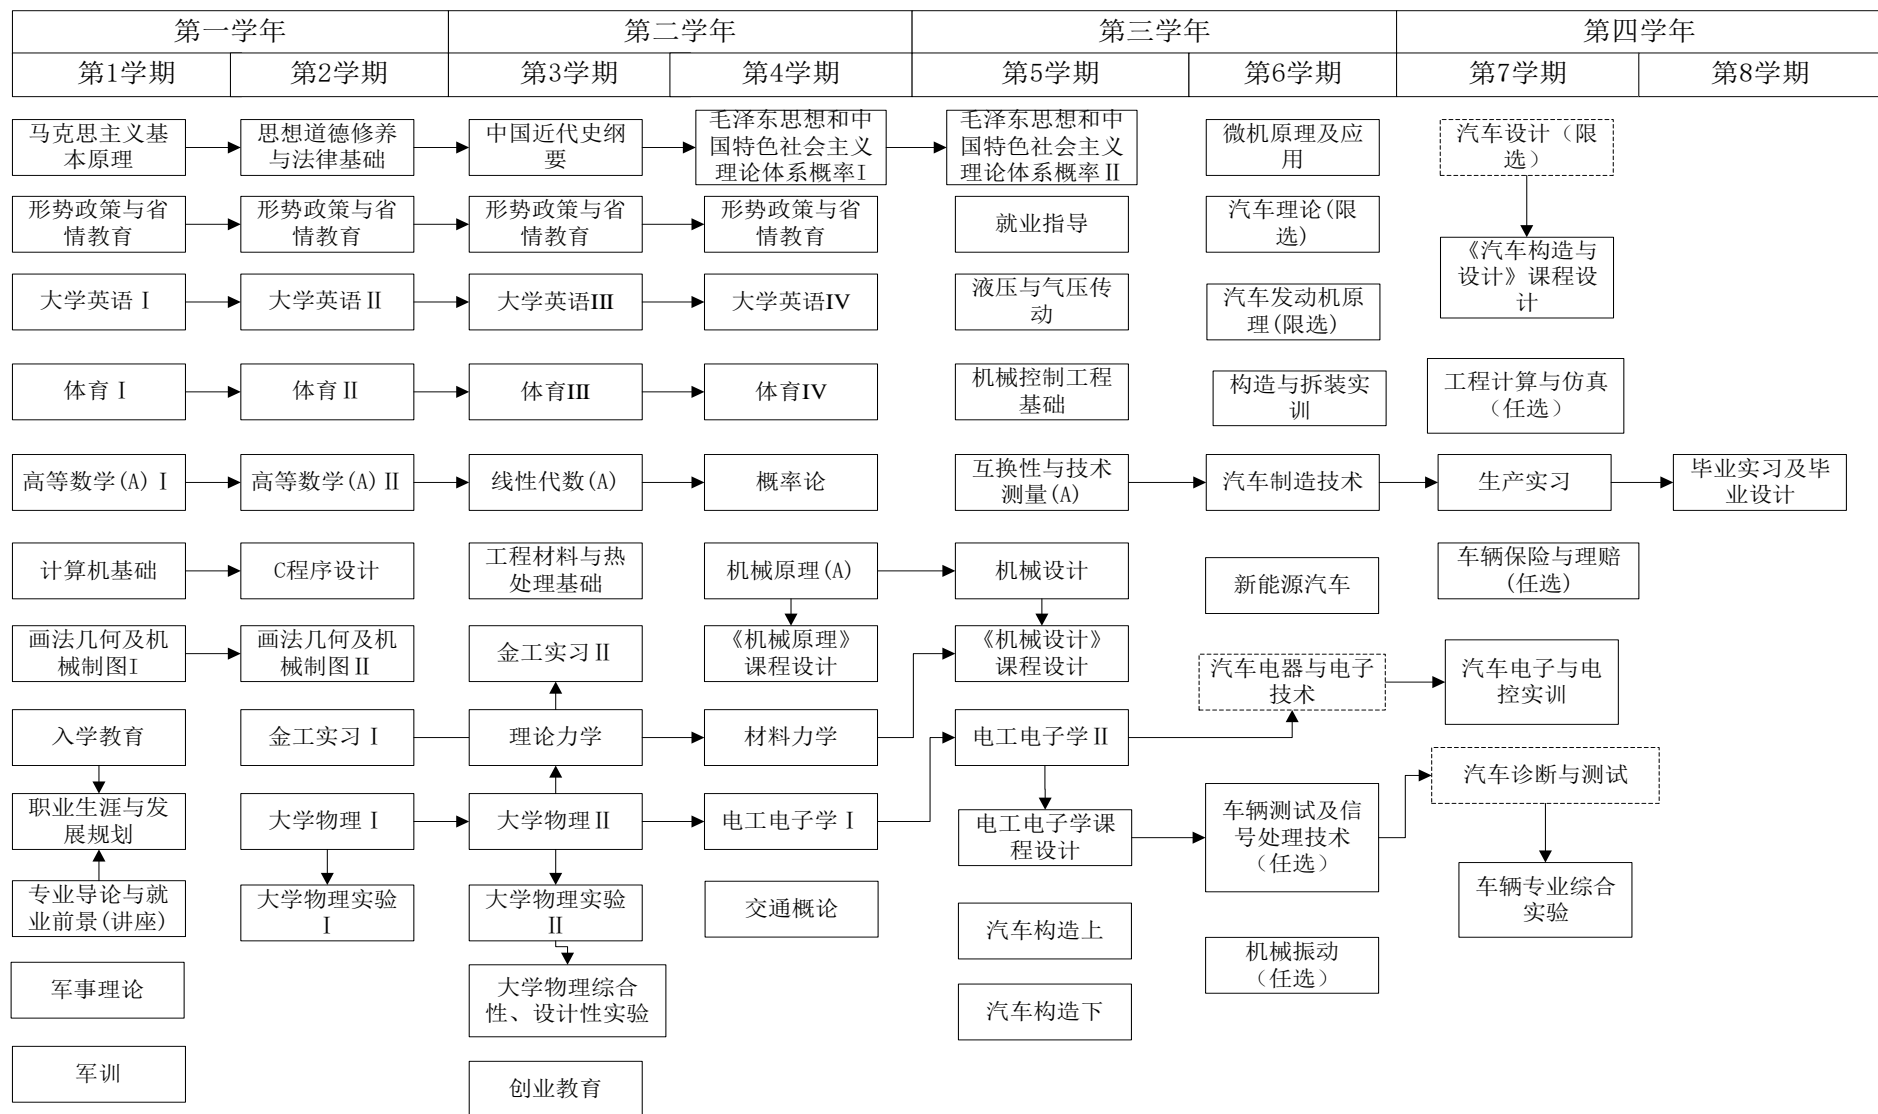 第一学年
第二学年
第三学年
第四学年
第1学期
第2学期
第3学期
第4学期
第5学期
第6学期
第7学期
第8学期
马克思主义基
本原理
思想道德修养
与法律基础
中国近代史纲
要
毛泽东思想和中
国特色社会主义
理论体系概率I
毛泽东思想和中
国特色社会主义
理论体系概率Ⅱ
微机原理及应
用
汽车设计（限
选）
形势政策与省
情教育
形势政策与省
情教育
形势政策与省
情教育
形势政策与省
情教育
就业指导
汽车理论(限
选)
《汽车构造与
设计》课程设
计
大学英语Ⅰ
大学英语Ⅱ
大学英语III
大学英语IV
液压与气压传
动
汽车发动机原
理(限选)
体育Ⅰ
体育Ⅱ
体育III
体育IV
机械控制工程
基础
构造与拆装实
训
工程计算与仿真
（任选）
高等数学(A)Ⅰ
高等数学(A)Ⅱ
线性代数(A)
概率论
互换性与技术
测量(A)
汽车制造技术
生产实习
毕业实习及毕
业设计
计算机基础
C程序设计
工程材料与热
处理基础
机械原理(A)
机械设计
新能源汽车
车辆保险与理赔
(任选)
画法几何及机
械制图I
画法几何及机
械制图Ⅱ
金工实习Ⅱ
《机械原理》
课程设计
《机械设计》
课程设计
汽车电器与电子
技术
汽车电子与电
控实训
入学教育
金工实习Ⅰ
理论力学
材料力学
电工电子学Ⅱ
汽车诊断与测试
职业生涯与发
展规划
大学物理Ⅰ
大学物理Ⅱ
电工电子学Ⅰ
电工电子学课
程设计
车辆测试及信
号处理技术
（任选）
专业导论与就
业前景(讲座)
大学物理实验
Ⅰ
大学物理实验
Ⅱ
交通概论
汽车构造上
机械振动
（任选）
车辆专业综合
实验
军事理论
大学物理综合
性、设计性实验
汽车构造下
军训
创业教育